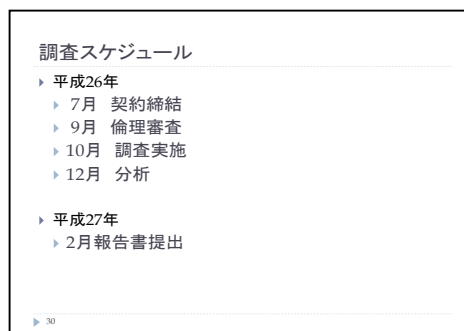 調査スケジュール
平成26年
7月 契約締結
9月 倫理審査
10月 調査実施
12月 分析
平成27年
2月報告書提出
30